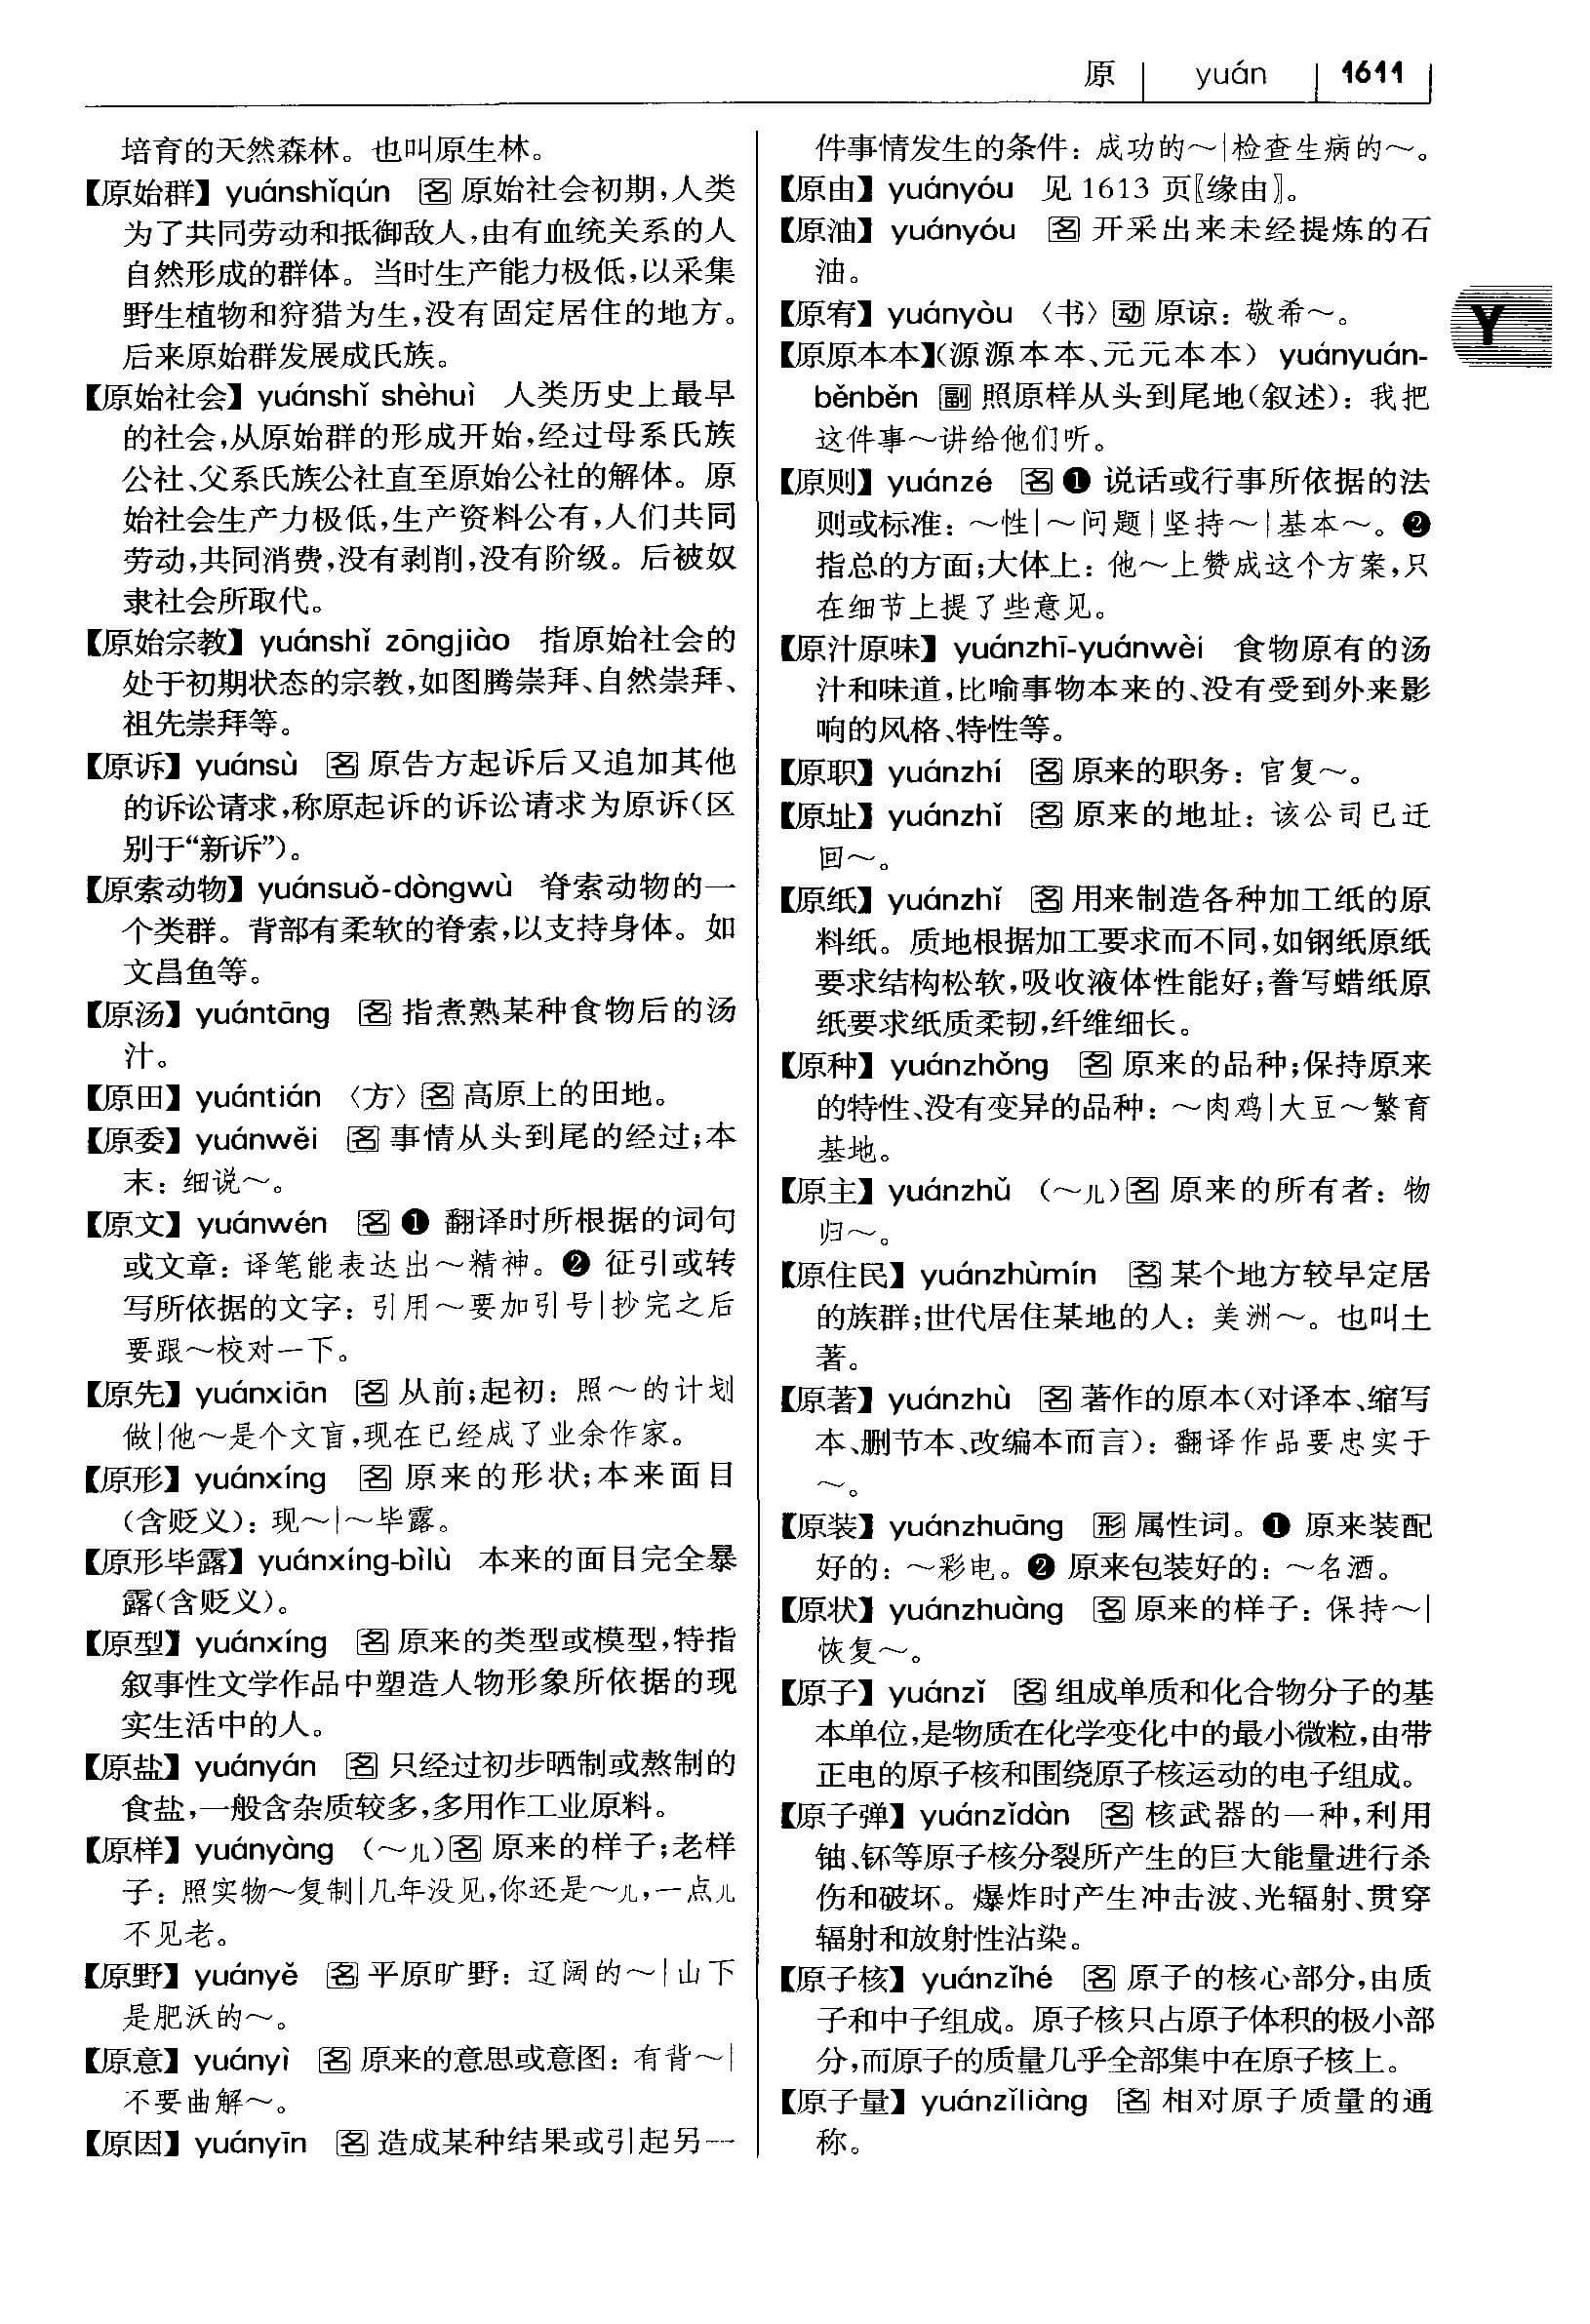 原 yuán 1611
培育的天然森林。也叫原生林。
【原始群】 yuánshǐqún 名 原始社会初期,人类
为了共同劳动和抵御敌人,由有血统关系的人
自然形成的群体。当时生产能力极低,以采集
野生植物和狩猎为生,没有固定居住的地方。
后来原始群发展成氏族。
【原始社会】 yuánshǐ shèhuì 人类历史上最早
的社会,从原始群的形成开始,经过母系氏族
公社、父系氏族公社直至原始公社的解体。原
始社会生产力极低,生产资料公有,人们共同
劳动,共同消费,没有剥削,没有阶级。后被奴
隶社会所取代。
【原始宗教】 yuánshǐ zōngjiào 指原始社会的
处于初期状态的宗教,如图腾崇拜、自然崇拜、
祖先崇拜等。
【原诉】 yuánsù 名 原告方起诉后又追加其他
的诉讼请求,称原起诉的诉讼请求为原诉(区
别于“新诉”)。
【原索动物】 yuánsuǒ-dòngwù 脊索动物的一
个类群。背部有柔软的脊索,以支持身体。如
文昌鱼等。
【原汤】 yuántāng 名 指煮熟某种食物后的汤
汁。
【原田】 yuántián 〈方〉名 高原上的田地。
【原委】 yuánwěi 名 事情从头到尾的经过;本
末:细说~。
【原文】 yuánwén 名 ❶ 翻译时所根据的词句
或文章:译笔能表达出~精神。❷ 征引或转
写所依据的文字:引用~要加引号|抄完之后
要跟~校对一下。
【原先】 yuánxiān 名 从前;起初:照~的计划
做|他~是个文盲,现在已经成了业余作家。
【原形】 yuánxíng 名 原来的形状;本来面目
(含贬义):现~|~毕露。
【原形毕露】 yuánxíng-bìlù 本来的面目完全暴
露(含贬义)。
【原型】 yuánxíng 名 原来的类型或模型,特指
叙事性文学作品中塑造人物形象所依据的现
实生活中的人。
【原盐】 yuányán 名 只经过初步晒制或熬制的
食盐,一般含杂质较多,多用作工业原料。
【原样】 yuányàng (~儿)名 原来的样子;老样
子:照实物~复制|几年没见,你还是~儿,一点儿
不见老。
【原野】 yuányě 名 平原旷野:辽阔的~|山下
是肥沃的~。
【原意】 yuányì 名 原来的意思或意图:有背~|
不要曲解~。
【原因】 yuányīn 名 造成某种结果或引起另一
件事情发生的条件:成功的~|检查生病的~。
【原由】 yuányóu 见 1613 页〖缘由〗。
【原油】 yuányóu 名 开采出来未经提炼的石
油。
【原宥】 yuányòu 〈书〉动 原谅:敬希~。
【原原本本】(源源本本、元元本本) yuányuán-
běnběn 副 照原样从头到尾地(叙述):我把
这件事~讲给他们听。
【原则】 yuánzé 名 ❶ 说话或行事所依据的法
则或标准:~性|~问题|坚持~|基本~。❷
指总的方面;大体上:他~上赞成这个方案,只
在细节上提了些意见。
【原汁原味】 yuánzhī-yuánwèi 食物原有的汤
汁和味道,比喻事物本来的、没有受到外来影
响的风格、特性等。
【原职】 yuánzhí 名 原来的职务:官复~。
【原址】 yuánzhǐ 名 原来的地址:该公司已迁
回~。
【原纸】 yuánzhǐ 名 用来制造各种加工纸的原
料纸。质地根据加工要求而不同,如钢纸原纸
要求结构松软,吸收液体性能好;誊写蜡纸原
纸要求纸质柔韧,纤维细长。
【原种】 yuánzhǒng 名 原来的品种;保持原来
的特性、没有变异的品种:~肉鸡|大豆~繁育
基地。
【原主】 yuánzhǔ (~儿)名 原来的所有者:物
归~。
【原住民】 yuánzhùmín 名 某个地方较早定居
的族群;世代居住某地的人:美洲~。也叫土
著。
【原著】 yuánzhù 名 著作的原本(对译本、缩写
本、删节本、改编本而言):翻译作品要忠实于
~。
【原装】 yuánzhuāng 形 属性词。❶ 原来装配
好的:~彩电。❷ 原来包装好的:~名酒。
【原状】 yuánzhuàng 名 原来的样子:保持~|
恢复~。
【原子】 yuánzǐ 名 组成单质和化合物分子的基
本单位,是物质在化学变化中的最小微粒,由带
正电的原子核和围绕原子核运动的电子组成。
【原子弹】 yuánzǐdàn 名 核武器的一种,利用
铀、钚等原子核分裂所产生的巨大能量进行杀
伤和破坏。爆炸时产生冲击波、光辐射、贯穿
辐射和放射性沾染。
【原子核】 yuánzǐhé 名 原子的核心部分,由质
子和中子组成。原子核只占原子体积的极小部
分,而原子的质量几乎全部集中在原子核上。
【原子量】 yuánzǐliàng 名 相对原子质量的通
称。
Y